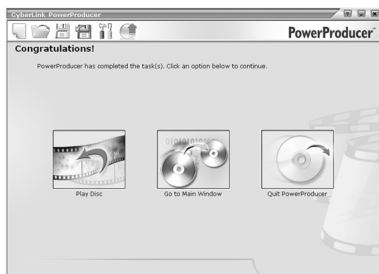 CyberLink PowerProducer
PowerProducer
Congratulations!
PowerProducer has completed the task(s). Click an option below to continue.
Play Disc
Go to Main Window
Quit PowerProducer